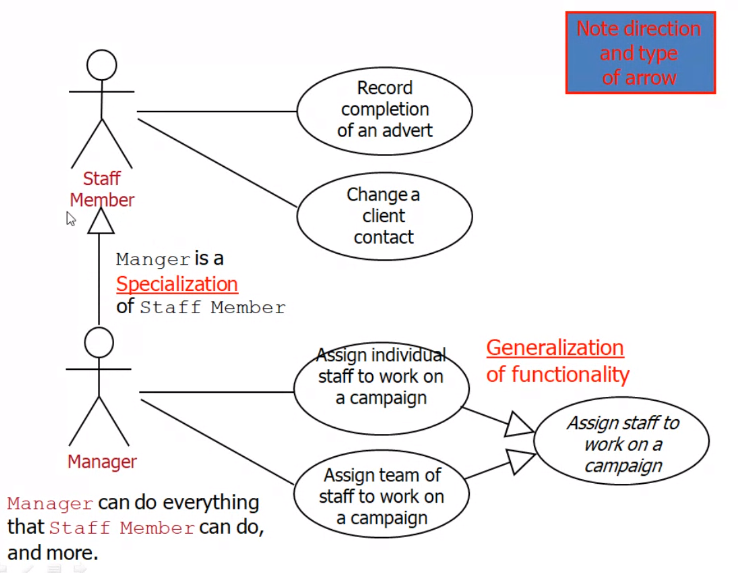 Note direction
and type
of arrow
Record
completion
of an advert
Staff
Member
Change a
client
contact
Manger is a
Specialization
of Staff Member
Assign individual
staff to work on
a campaign
Generalization
of functionality
Assign staff to
work on a
campaign
Manager
Assign team of
staff to work on
a campaign
Manager can do everything
that Staff Member can do,
and more.